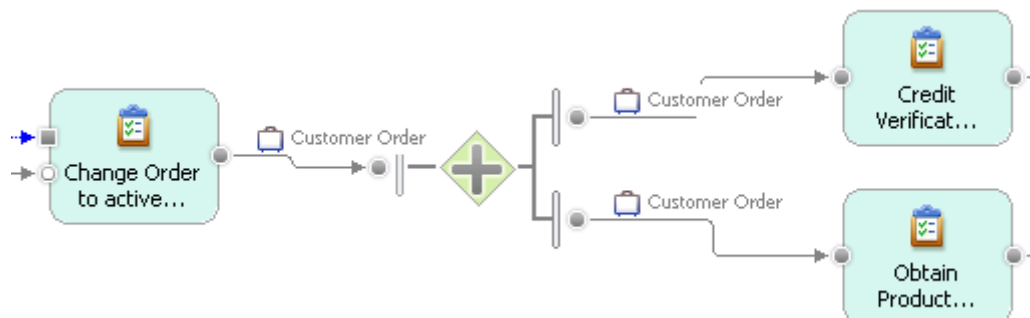 Change Order
to active...
Customer Order
Customer Order
Credit
Verificat...
Customer Order
Obtain
Product...